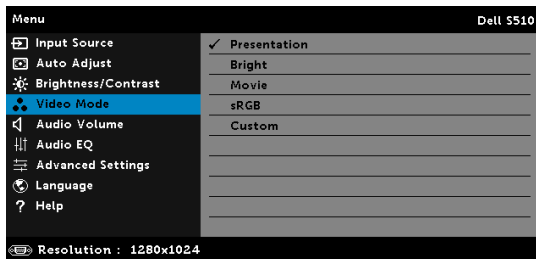 Menu Dell S510
Input Source
Auto Adjust
Brightness/Contrast
Video Mode
Audio Volume
Audio EQ
Advanced Settings
Language
? Help
✓ Presentation
Bright
Movie
sRGB
Custom
Resolution : 1280x1024